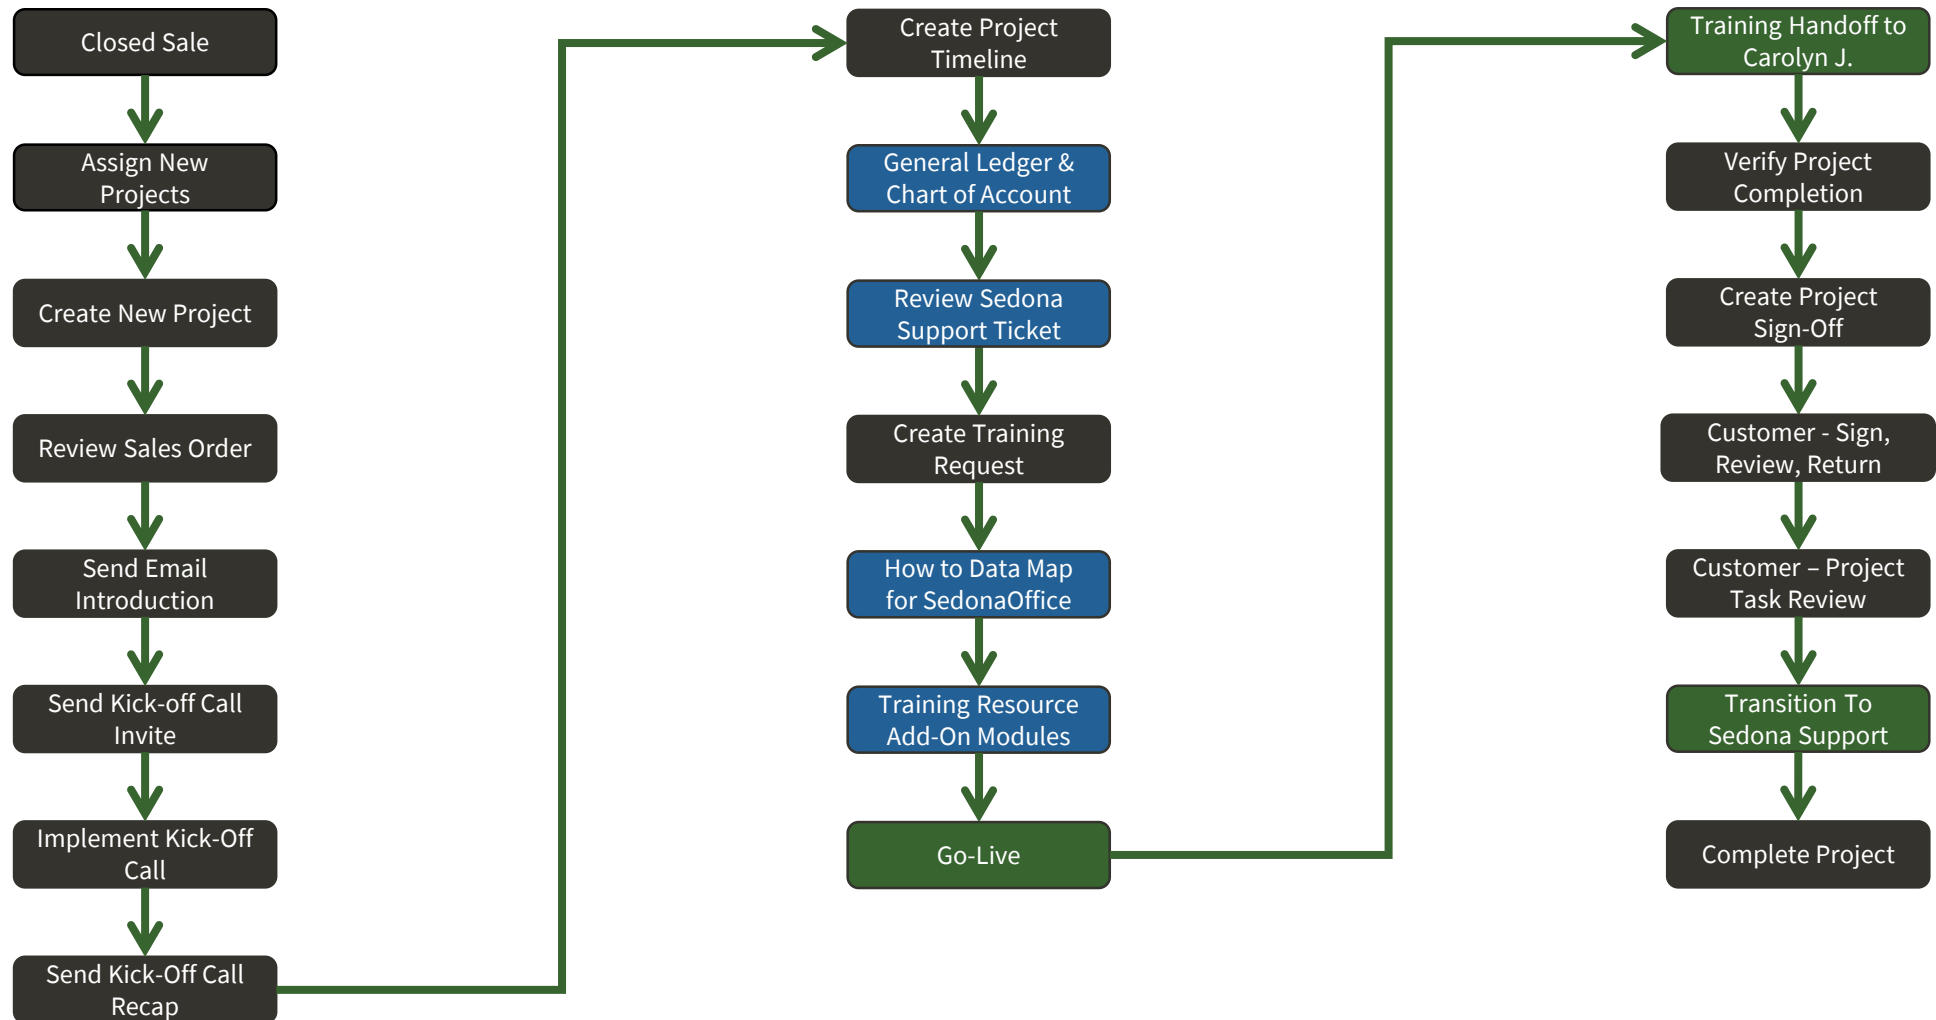 Closed Sale
Assign New
Projects
Create New Project
Review Sales Order
Send Email
Introduction
Send Kick-off Call
Invite
Implement Kick-Off
Call
Send Kick-Off Call
Recap
Create Project
Timeline
General Ledger &
Chart of Account
Review Sedona
Support Ticket
Create Training
Request
How to Data Map
for SedonaOffice
Training Resource
Add-On Modules
Go-Live
Training Handoff to
Carolyn J.
Verify Project
Completion
Create Project
Sign-Off
Customer - Sign,
Review, Return
Customer – Project
Task Review
Transition To
Sedona Support
Complete Project